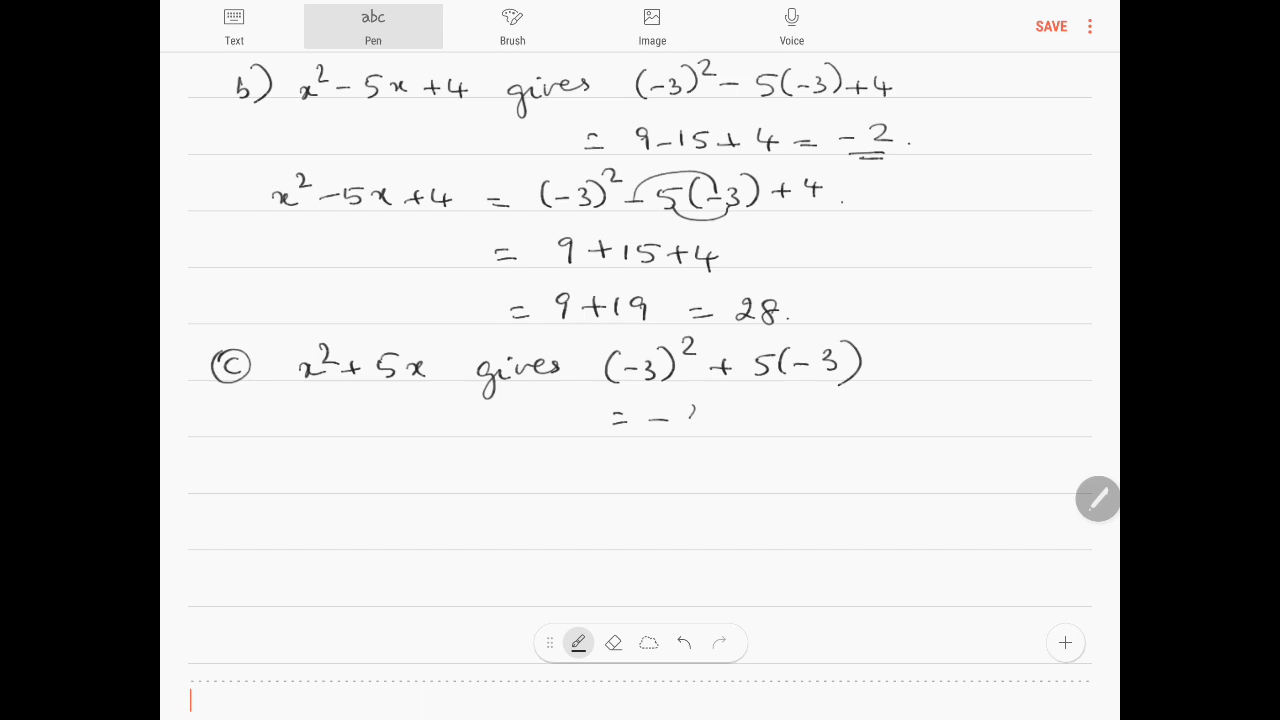 Text
abc
Pen
Brush
Image
Voice
SAVE
b) x² - 5x + 4 gives (-3)² - 5(-3) + 4
= 9 - 15 + 4 = - 2 .
x² - 5x + 4 = (-3)² - 5(-3) + 4 .
= 9 + 15 + 4
= 9 + 19 = 28.
(c) x² + 5x gives (-3)² + 5(-3)
= -